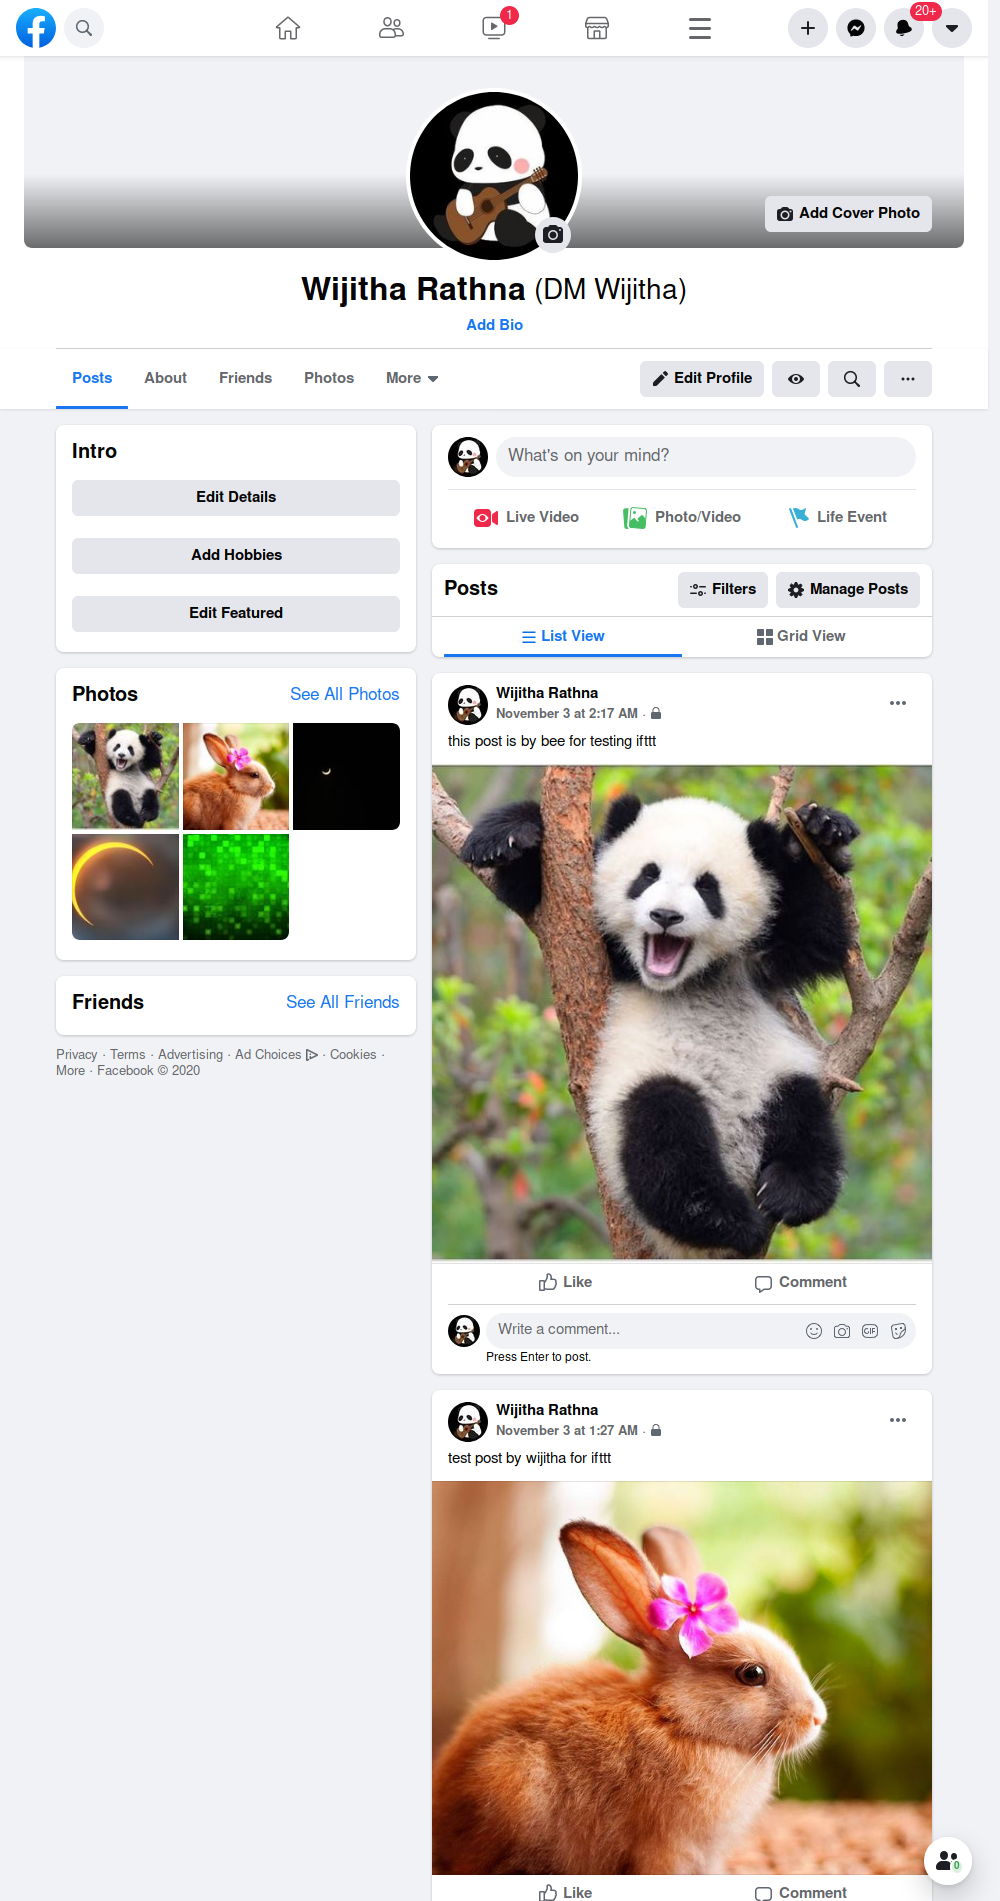 1
20+
Add Cover Photo
Wijitha Rathna (DM Wijitha)
Add Bio
Posts About Friends Photos More
Edit Profile
Intro
Edit Details
Add Hobbies
Edit Featured
Photos See All Photos
Friends See All Friends
Privacy · Terms · Advertising · Ad Choices · Cookies ·
More · Facebook © 2020
What's on your mind?
Live Video Photo/Video Life Event
Posts Filters Manage Posts
List View Grid View
Wijitha Rathna
November 3 at 2:17 AM ·
this post is by bee for testing ifttt
Like Comment
Write a comment... GIF
Press Enter to post.
Wijitha Rathna
November 3 at 1:27 AM ·
test post by wijitha for ifttt
0
Like Comment